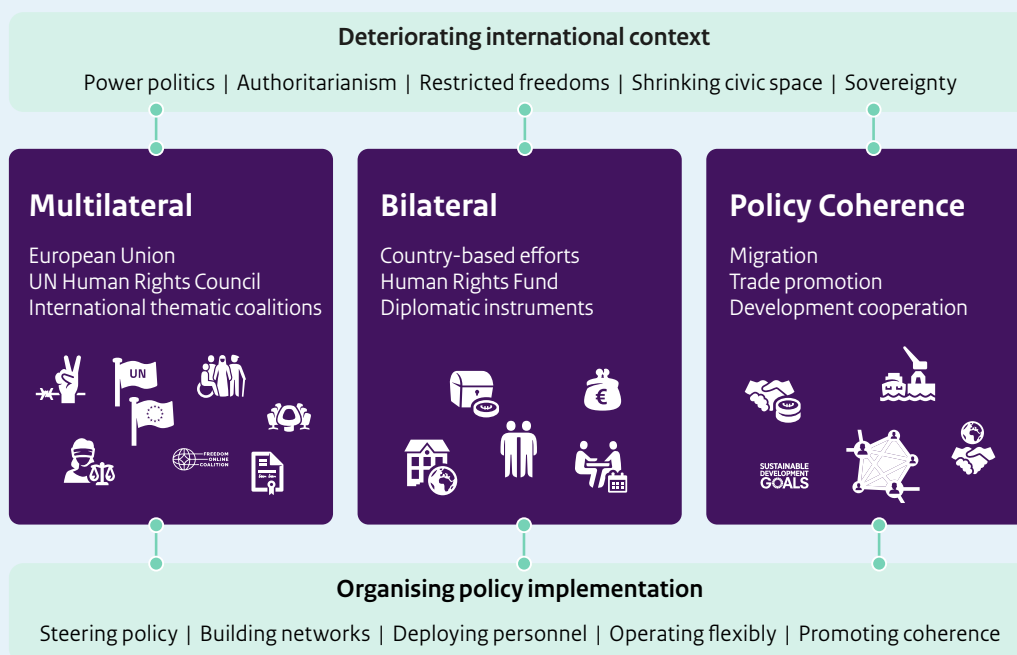 Deteriorating international context
Power politics | Authoritarianism | Restricted freedoms | Shrinking civic space | Sovereignty
Multilateral
European Union
UN Human Rights Council
International thematic coalitions
UN
FREEDOM
ONLINE
COALITION
Bilateral
Country-based efforts
Human Rights Fund
Diplomatic instruments
€
Policy Coherence
Migration
Trade promotion
Development cooperation
SUSTAINABLE
DEVELOPMENT
GOALS
Organising policy implementation
Steering policy | Building networks | Deploying personnel | Operating flexibly | Promoting coherence